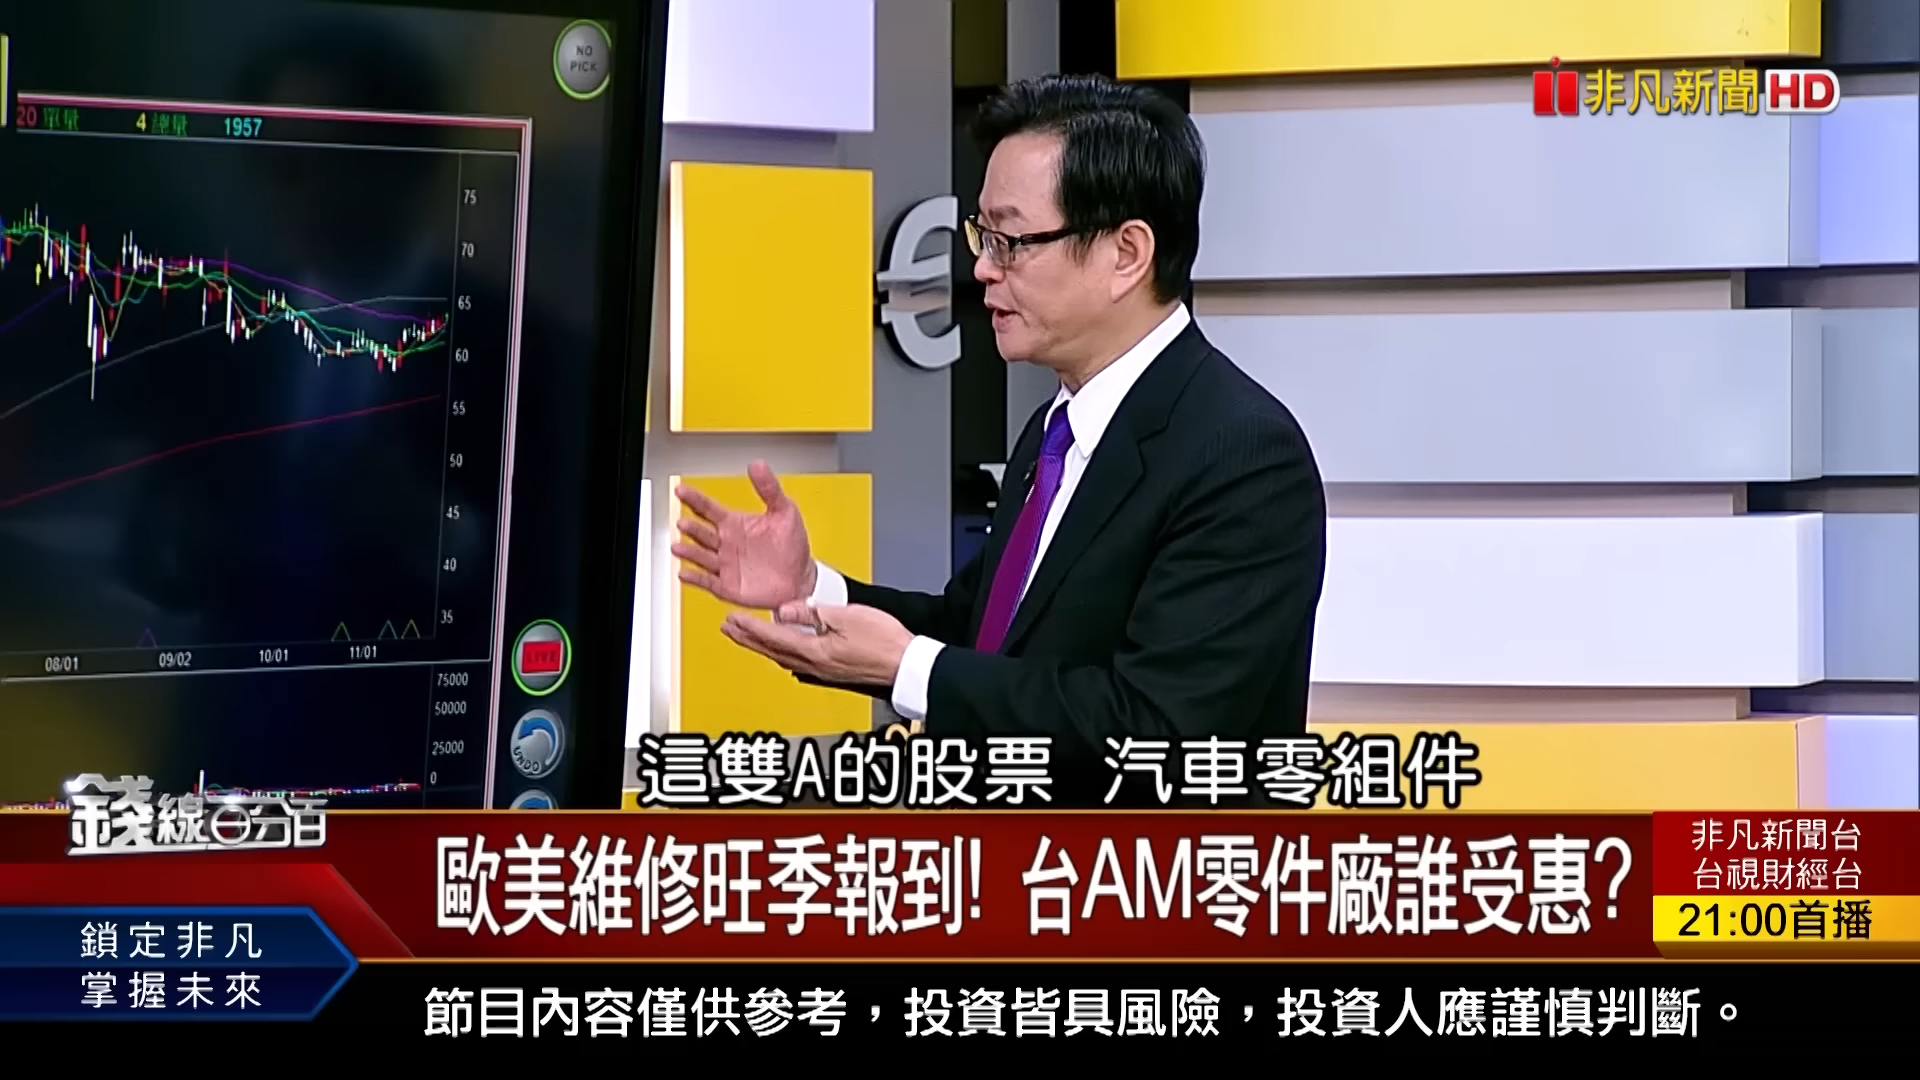 NO
PICK
非凡新聞HD
20 單量 4 總量 1957
75
70
65
60
55
50
45
40
35
08/01 09/02 10/01 11/01
75000
50000
25000
0
LIVE
UNDO
€
這雙A的股票 汽車零組件
錢線百分百
歐美維修旺季報到! 台AM零件廠誰受惠?
非凡新聞台
台視財經台
21:00首播
鎖定非凡
掌握未來
節目內容僅供參考，投資皆具風險，投資人應謹慎判斷。